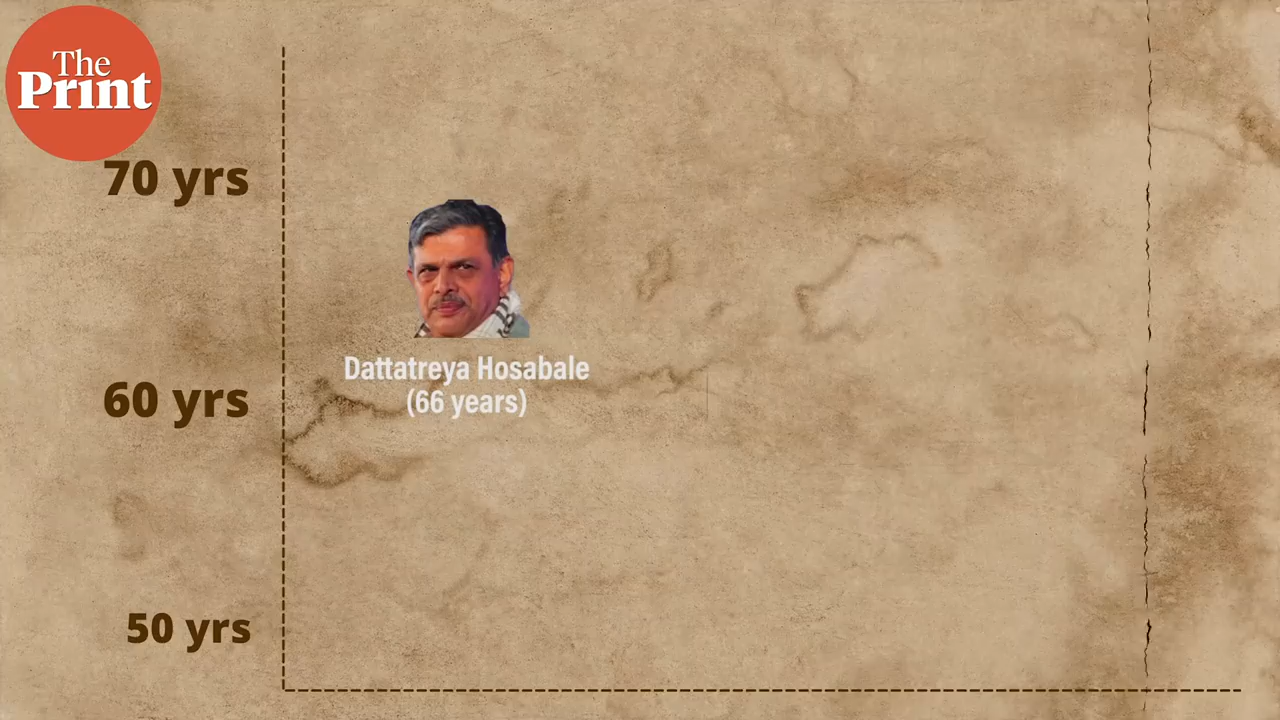 The
Print
70 yrs
Dattatreya Hosabale
(66 years)
60 yrs
50 yrs